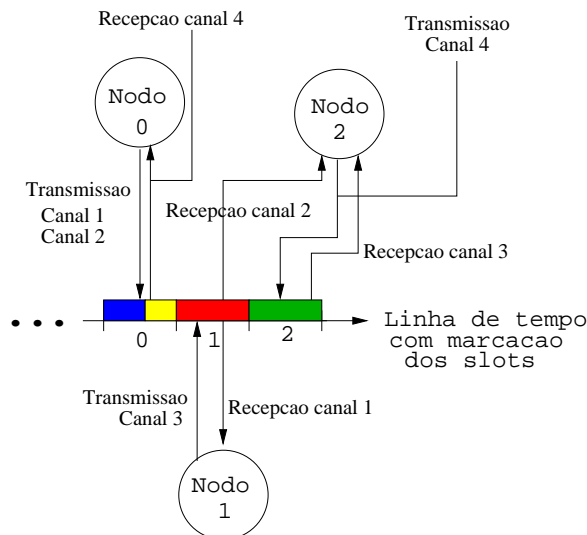 Recepcao canal 4
Transmissao
Canal 4
Nodo
0
Nodo
2
Transmissao
Canal 1
Canal 2
Recepcao canal 2
Recepcao canal 3
...
0
1
2
Linha de tempo
com marcacao
dos slots
Transmissao
Canal 3
Recepcao canal 1
Nodo
1